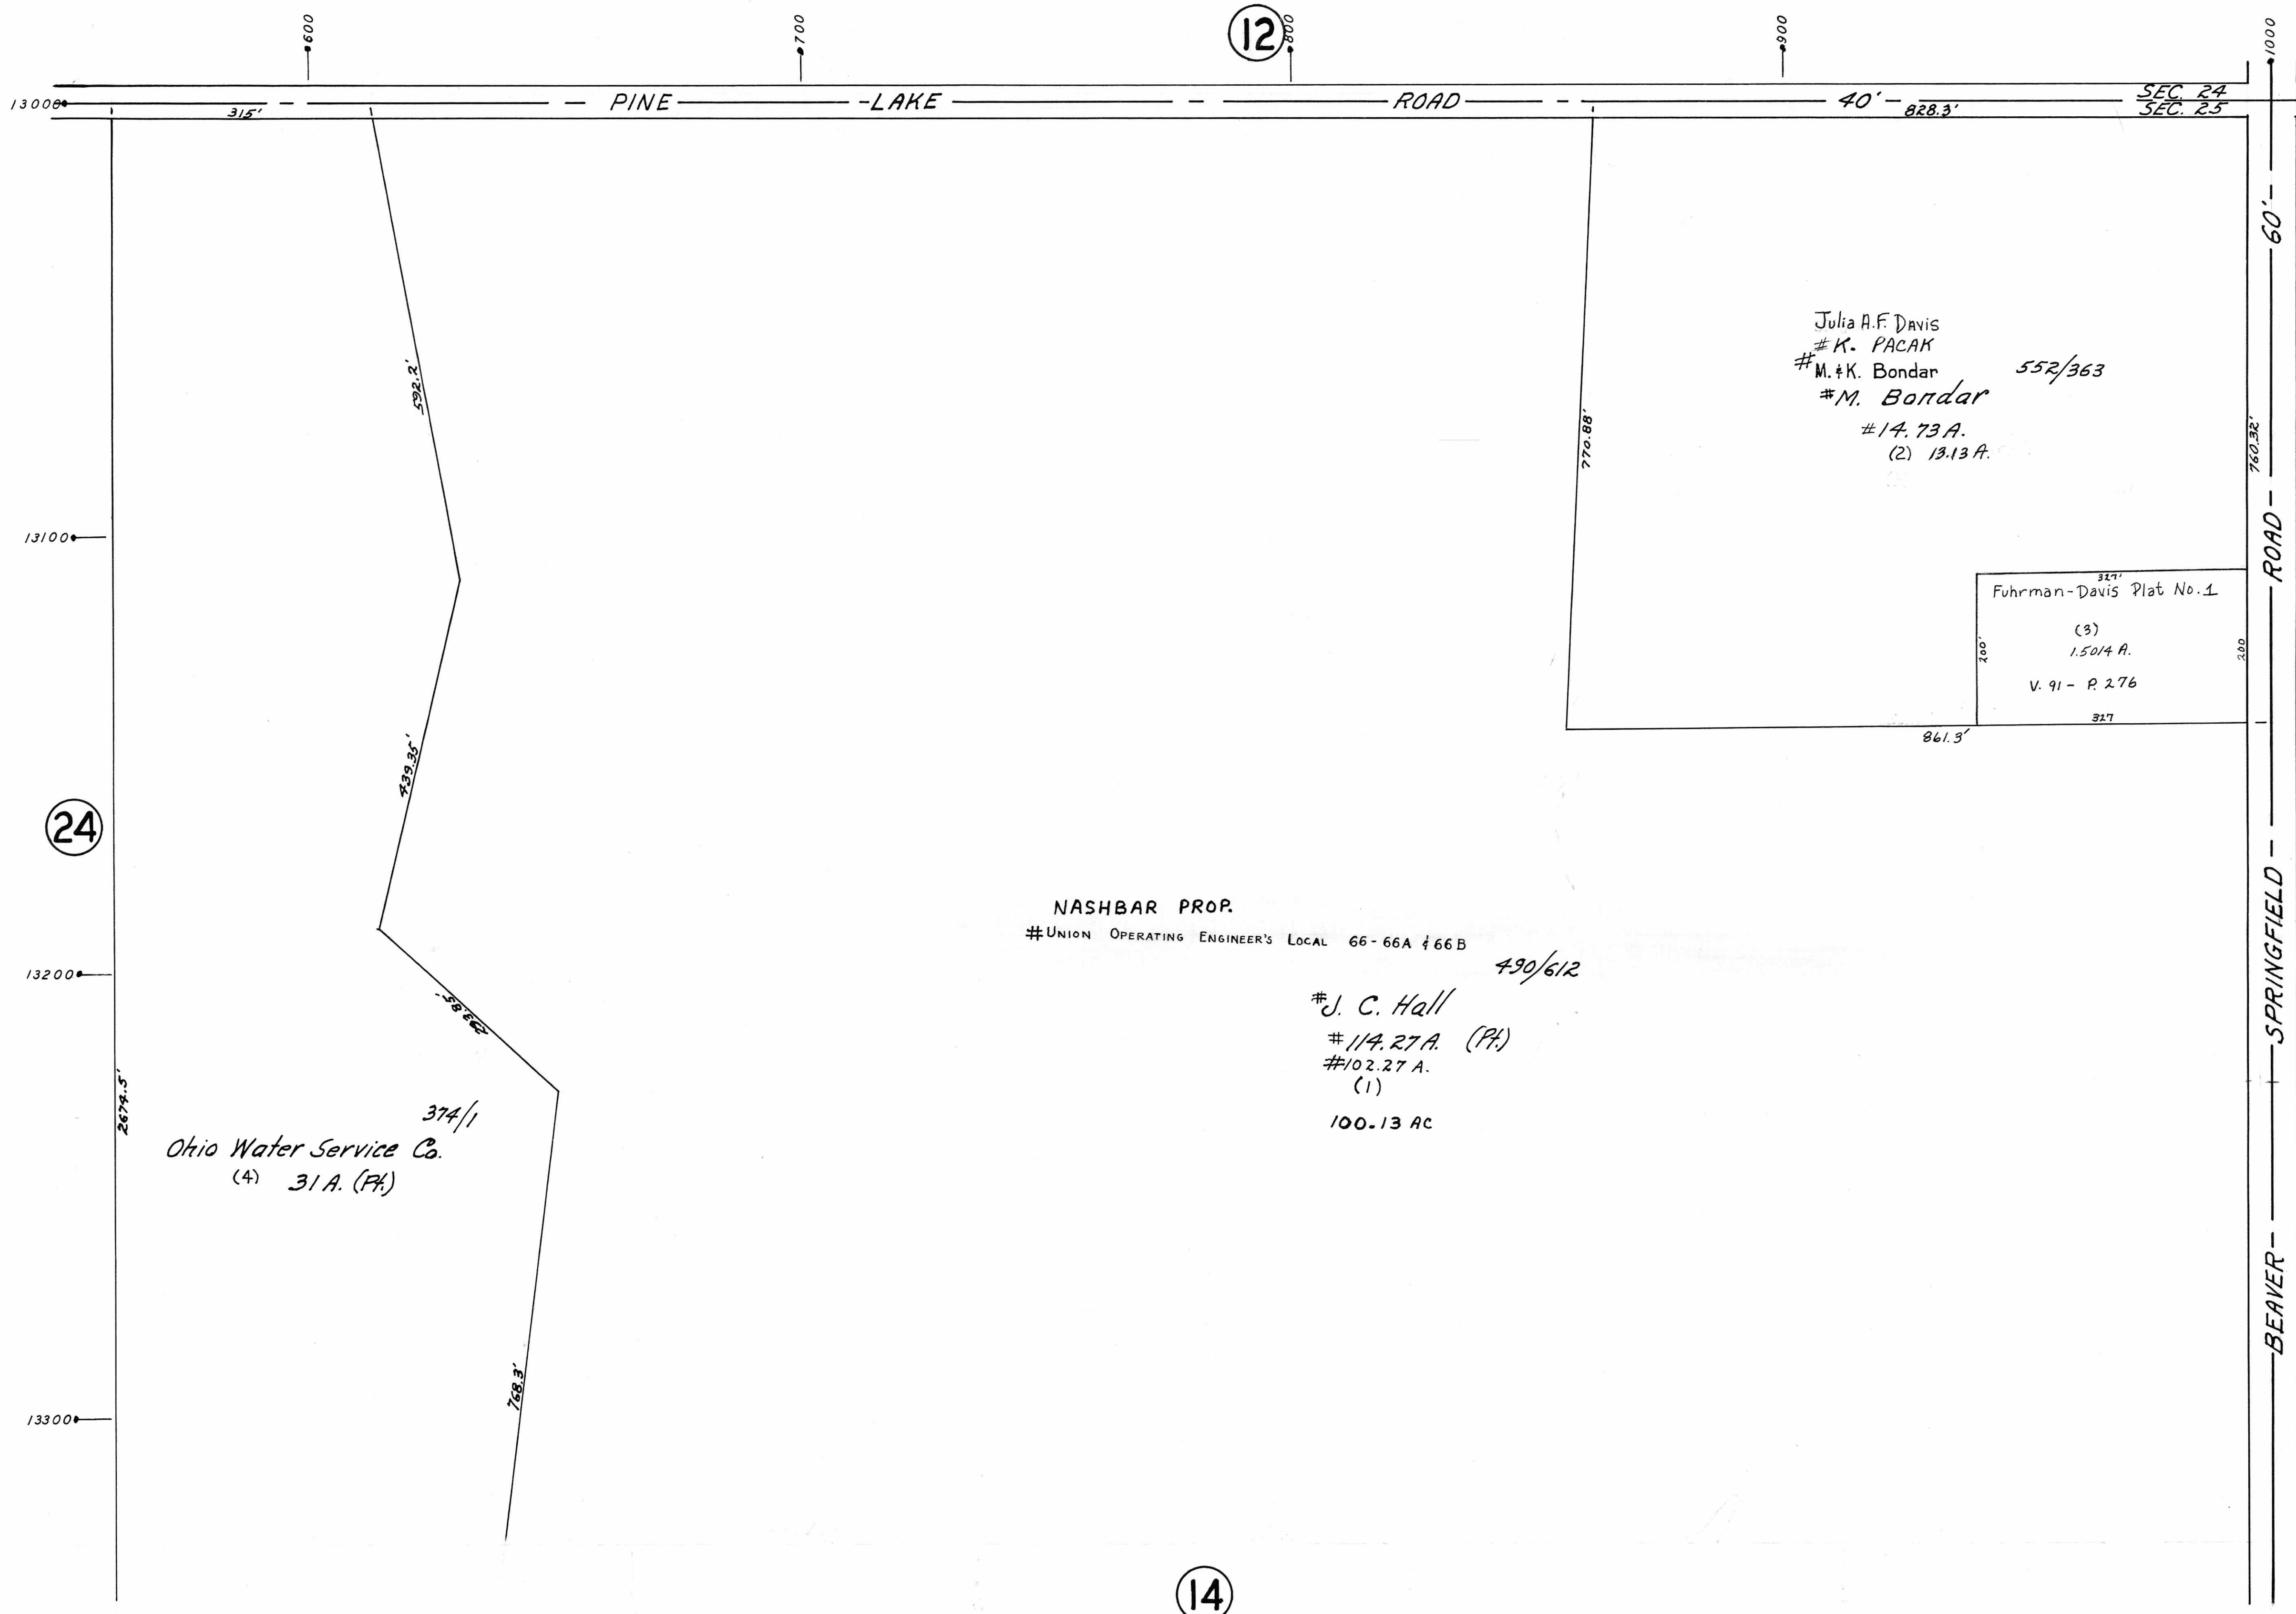 600
700
12
800
900
1000
13000
PINE LAKE ROAD 40'
SEC. 24
SEC. 25
315'
828.3'
60'
592.2'
770.88'
Julia A.F. Davis
# K. PACAK
# M. & K. Bondar
552/363
# M. Bondar
# 14.73 A.
(2) 13.13 A.
760.32'
13100
327'
Fuhrman-Davis Plat No. 1
(3)
1.5014 A.
V. 91 - P. 276
200'
200
327
861.3'
439.35'
24
NASHBAR PROP.
# UNION OPERATING ENGINEER'S LOCAL 66-66A & 66B
490/612
13200
293.85'
# J. C. Hall
# 114.27 A. (Pt.)
# 102.27 A.
(1)
100.13 AC
2674.5'
374/1
Ohio Water Service Co.
(4) 31 A. (Pt.)
768.3'
13300
BEAVER SPRINGFIELD ROAD
14